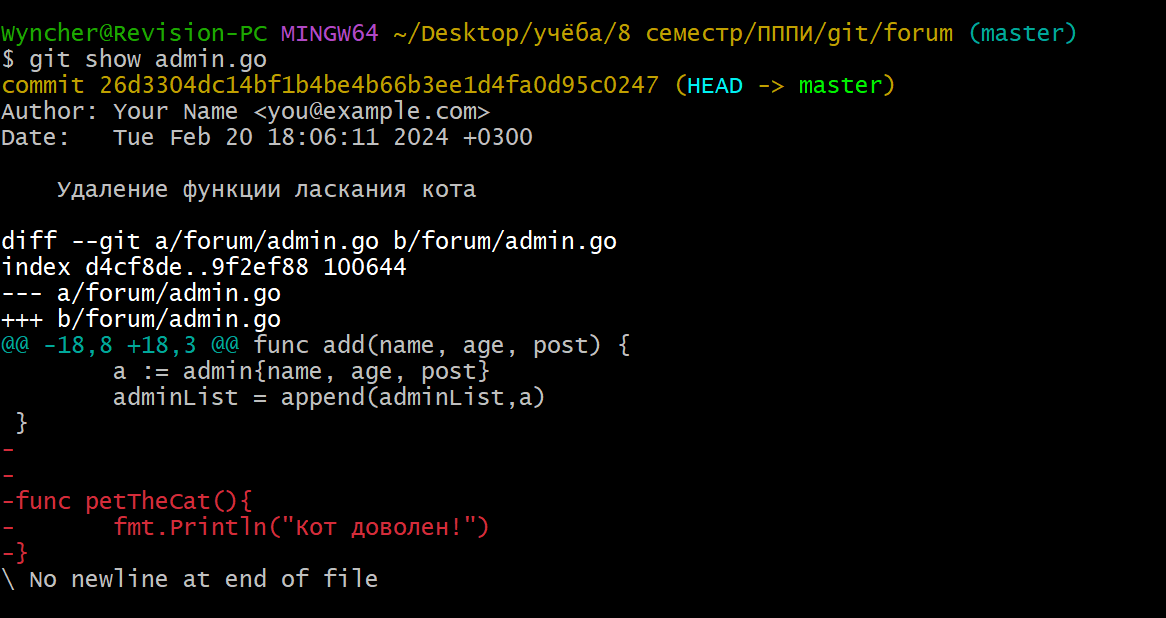 Wyncher@Revision-PC MINGW64 ~/Desktop/учёба/8 семестр/ПППИ/git/forum (master)
$ git show admin.go
commit 26d3304dc14bf1b4be4b66b3ee1d4fa0d95c0247 (HEAD -> master)
Author: Your Name <you@example.com>
Date:   Tue Feb 20 18:06:11 2024 +0300

    Удаление функции ласкания кота

diff --git a/forum/admin.go b/forum/admin.go
index d4cf8de..9f2ef88 100644
--- a/forum/admin.go
+++ b/forum/admin.go
@@ -18,8 +18,3 @@ func add(name, age, post) {
        a := admin{name, age, post}
        adminList = append(adminList,a)
 }
-
-
-func petTheCat(){
-       fmt.Println("Кот доволен!")
-}
\ No newline at end of file